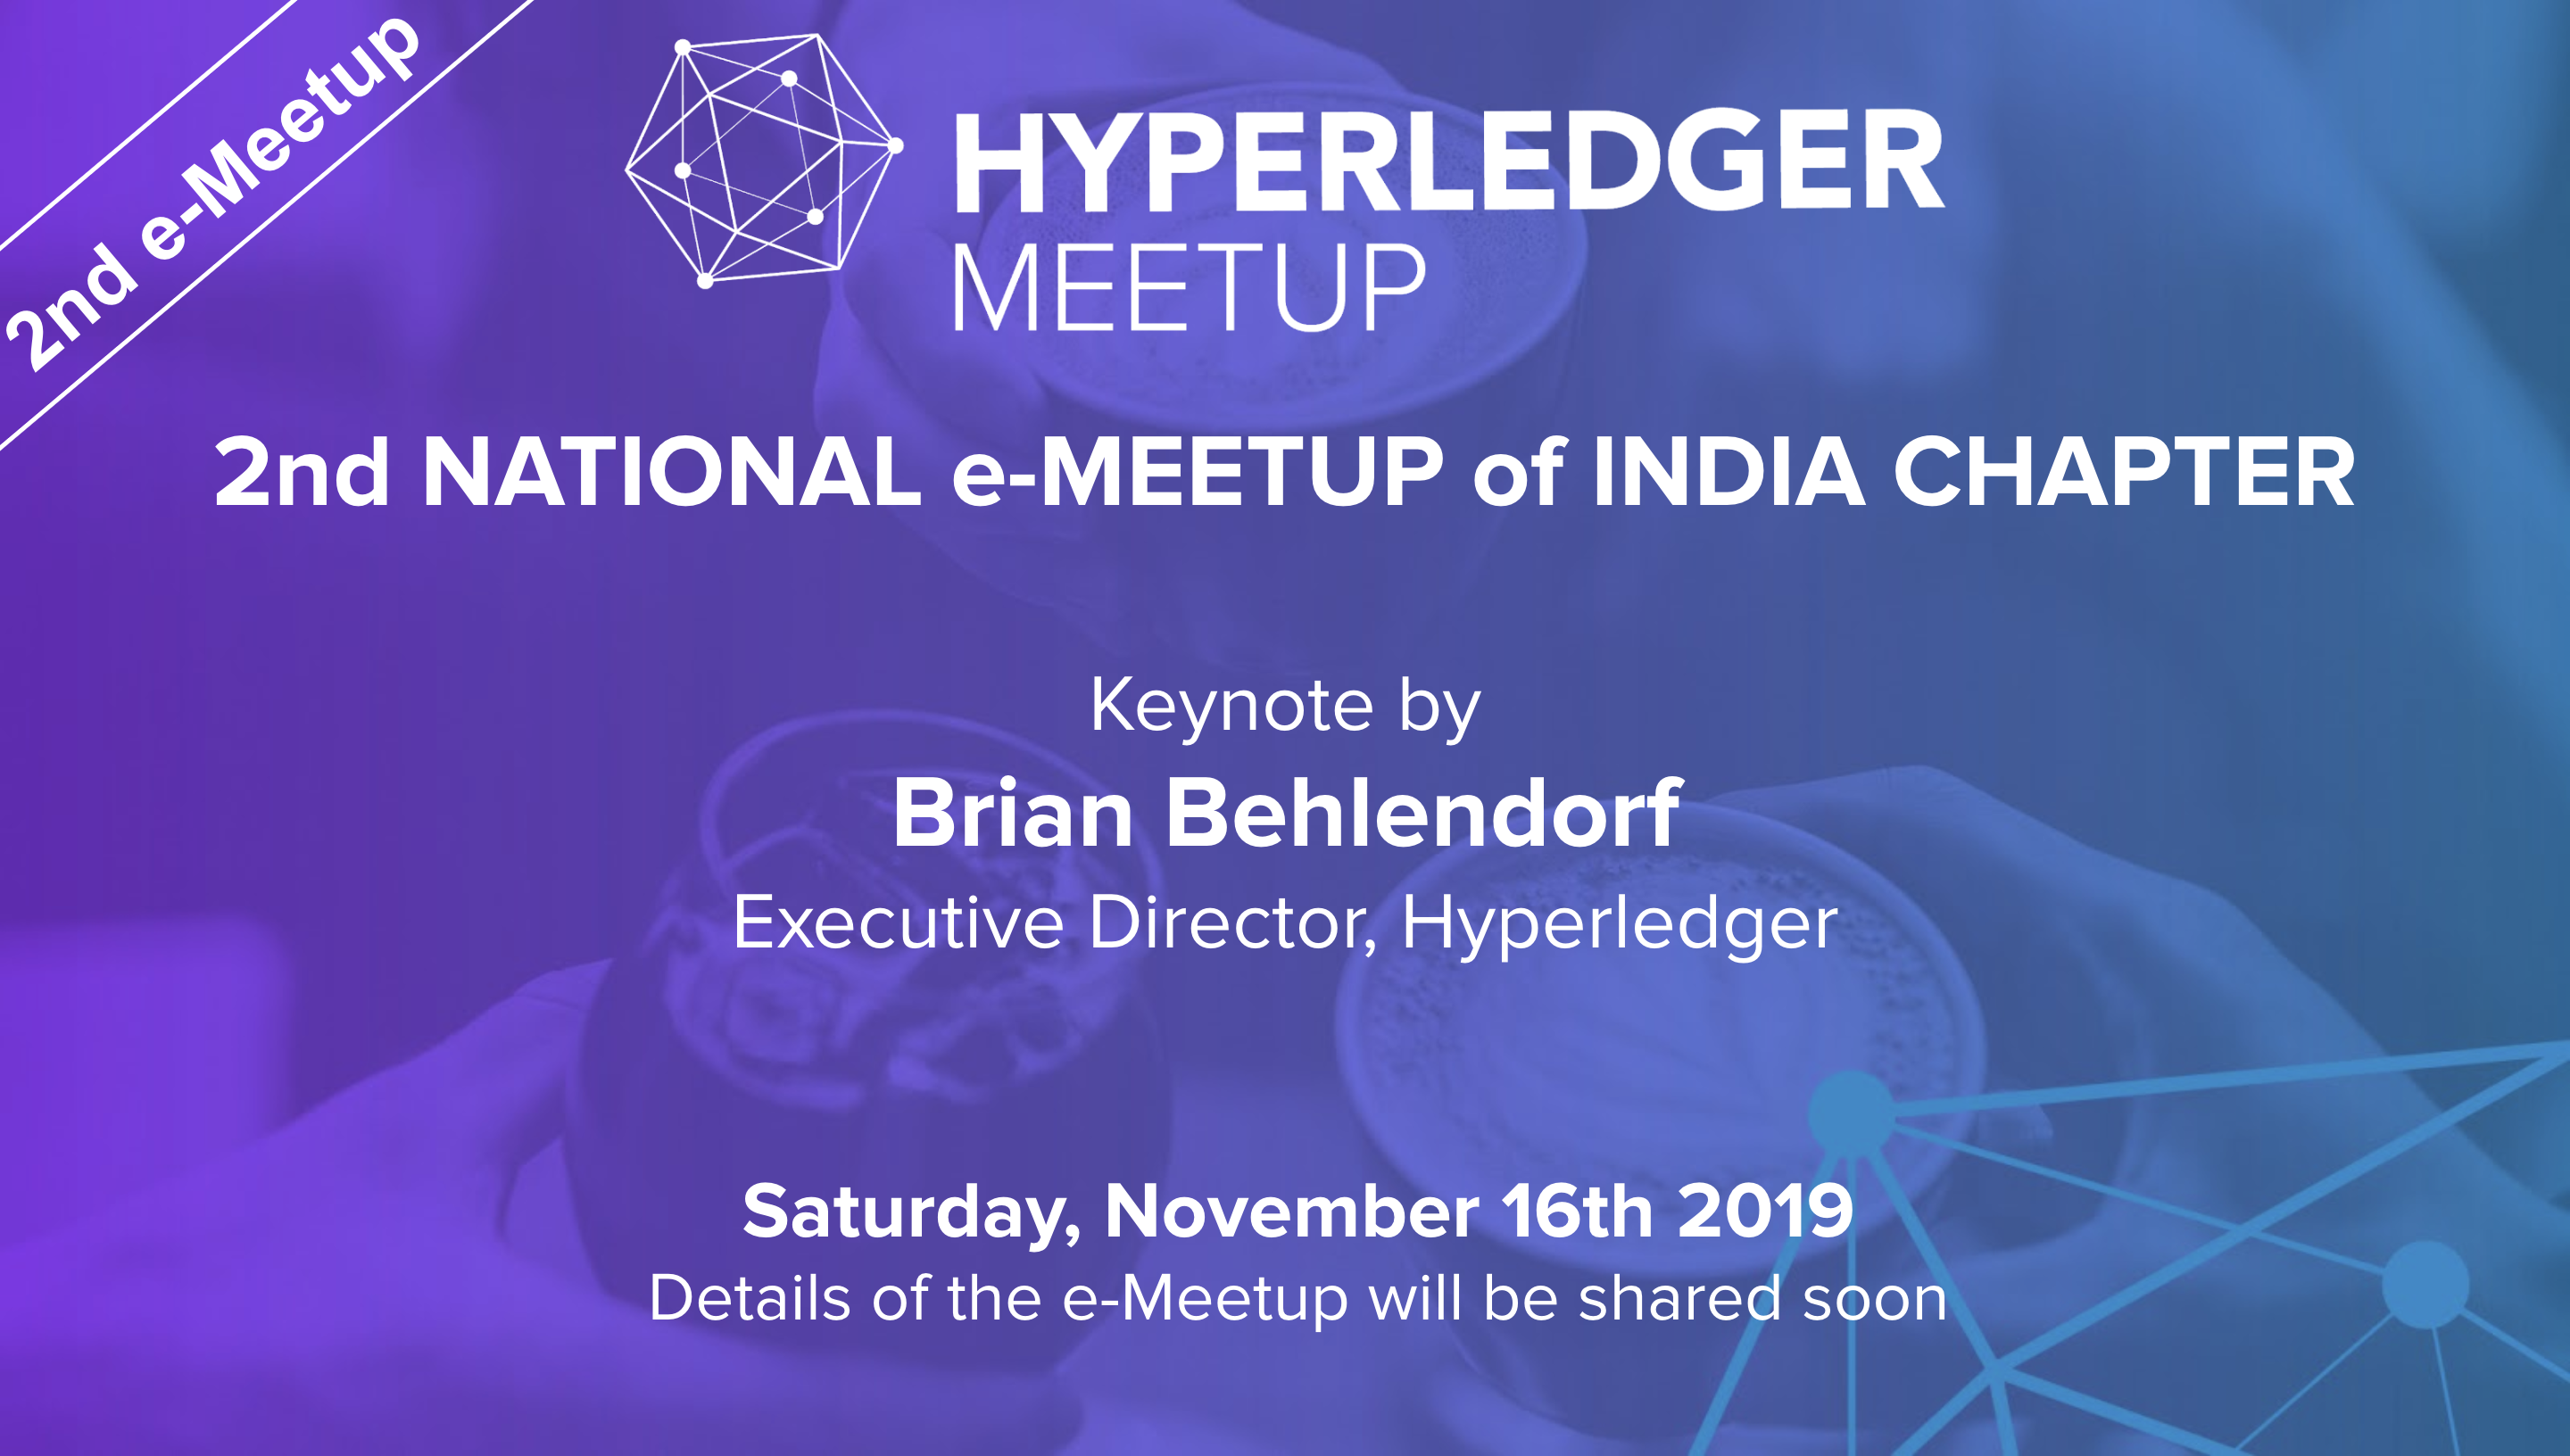 2nd e-Meetup
HYPERLEDGER
MEETUP
2nd NATIONAL e-MEETUP of INDIA CHAPTER
Keynote by
Brian Behlendorf
Executive Director, Hyperledger
Saturday, November 16th 2019
Details of the e-Meetup will be shared soon